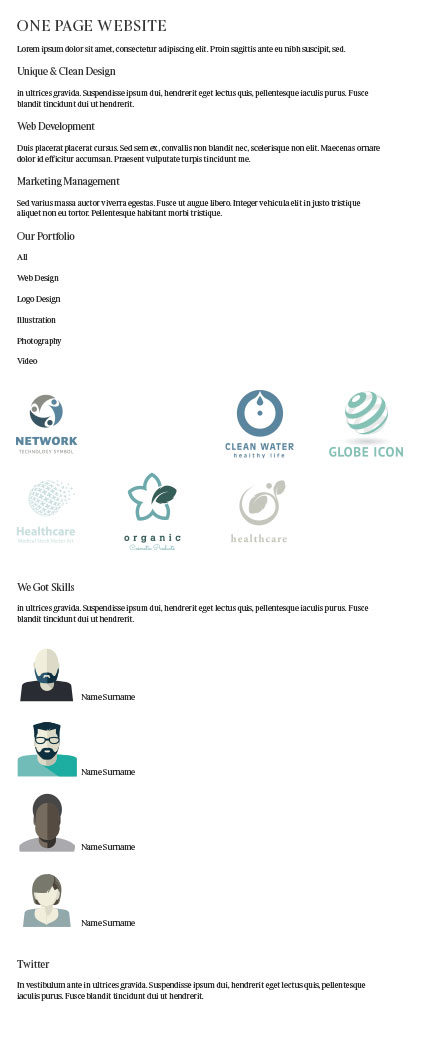 ONE PAGE WEBSITE
Lorem ipsum dolor sit amet, consectetur adipiscing elit. Proin sagittis ante eu nibh suscipit, sed.
Unique & Clean Design
in ultrices gravida. Suspendisse ipsum dui, hendrerit eget lectus quis, pellentesque iaculis purus. Fusce
blandit tincidunt dui ut hendrerit.
Web Development
Duis placerat placerat cursus. Sed sem ex, convallis non blandit nec, scelerisque non elit. Maecenas ornare
dolor id efficitur accumsan. Praesent vulputate turpis tincidunt me.
Marketing Management
Sed varius massa auctor viverra egestas. Fusce ut augue libero. Integer vehicula elit in justo tristique
aliquet non eu tortor. Pellentesque habitant morbi tristique.
Our Portfolio
All
Web Design
Logo Design
Illustration
Photography
Video
NETWORK
TECHNOLOGY SYMBOL
CLEAN WATER
healthy life
GLOBE ICON
Healthcare
Medical Stock Vector Art
organic
Cosmetic Products
healthcare
We Got Skills
in ultrices gravida. Suspendisse ipsum dui, hendrerit eget lectus quis, pellentesque iaculis purus. Fusce
blandit tincidunt dui ut hendrerit.
Name Surname
Name Surname
Name Surname
Name Surname
Twitter
In vestibulum ante in ultrices gravida. Suspendisse ipsum dui, hendrerit eget lectus quis, pellentesque
iaculis purus. Fusce blandit tincidunt dui ut hendrerit.